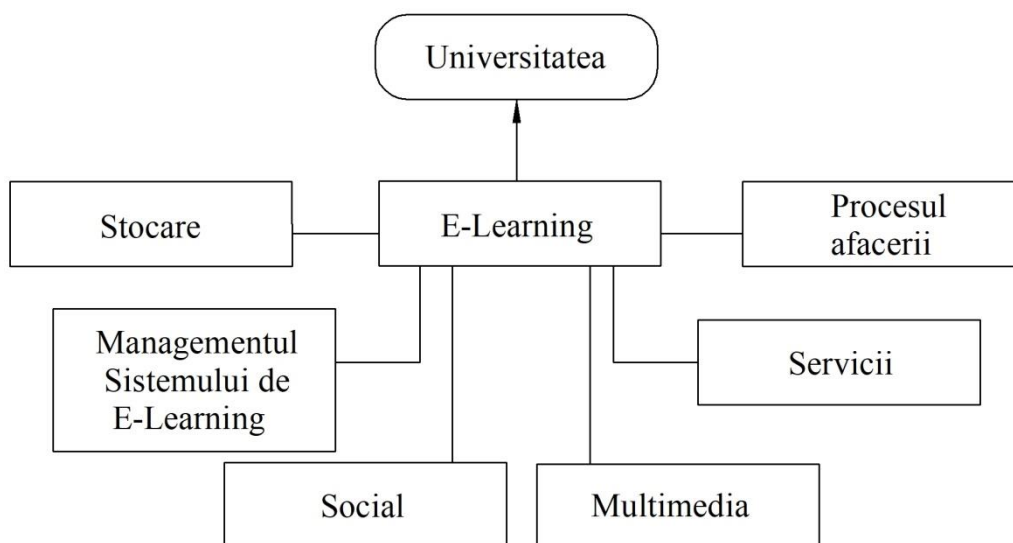 Universitatea
Stocare
E-Learning
Procesul
afacerii
Managementul
Sistemului de
E-Learning
Servicii
Social
Multimedia